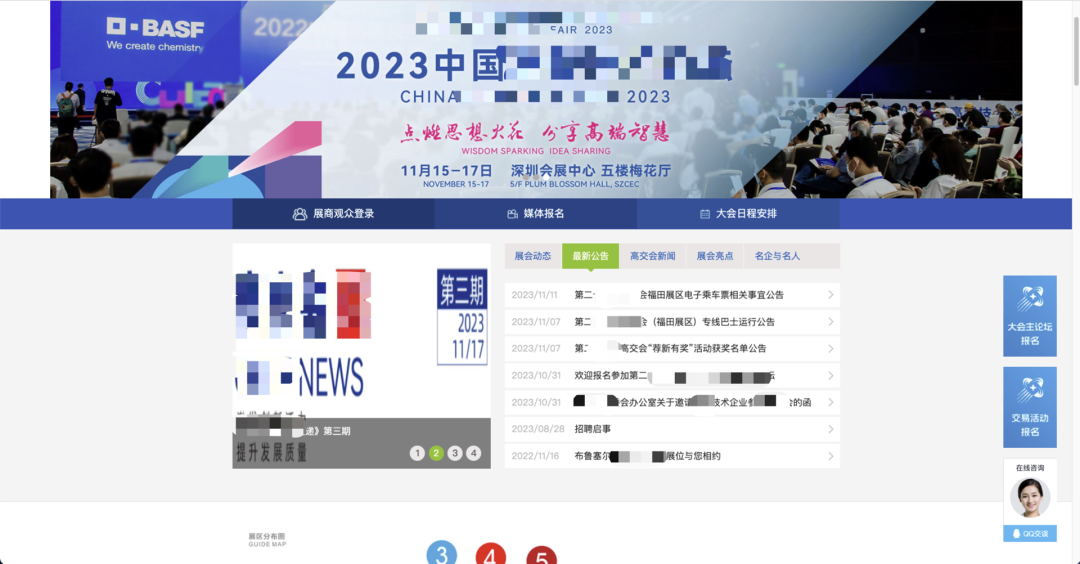 BASF
We create chemistry
2022
FAIR 2023
2023中国
CHINA 2023
点燃思想火花 分享高端智慧
WISDOM SPARKING IDEA SHARING
11月15—17日 深圳会展中心 五楼梅花厅
NOVEMBER 15-17 5/F PLUM BLOSSOM HALL, SZCEC
展商观众登录 媒体报名 大会日程安排
展会动态 最新公告 高交会新闻 展会亮点 名企与名人
第三期
2023
11/17
NEWS
递》第三期
提升发展质量
1 2 3 4
2023/11/11 第二 会福田展区电子乘车票相关事宜公告
2023/11/07 第二 会（福田展区）专线巴士运行公告
2023/11/07 第二 高交会“荐新有奖”活动获奖名单公告
2023/10/31 欢迎报名参加第二 坛
2023/10/31 会办公室关于邀 技术企业参 会的函
2023/08/28 招聘启事
2022/11/16 布鲁塞尔 展位与您相约
大会主论坛
报名
交易活动
报名
在线咨询
QQ交谈
展区分布图
GUIDE MAP
3 4 5